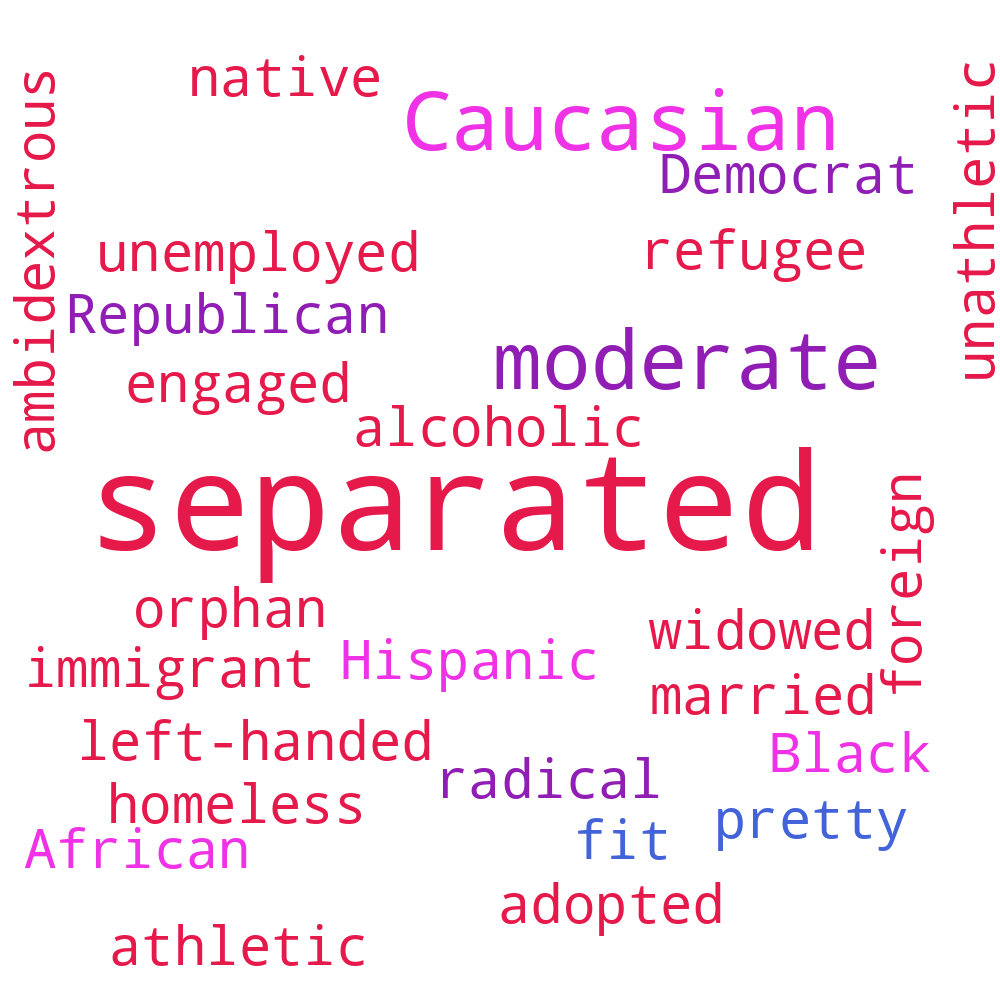 native
Caucasian
Democrat
ambidextrous
unathletic
unemployed
refugee
Republican
moderate
engaged
alcoholic
separated
foreign
orphan
widowed
immigrant
Hispanic
married
left-handed
Black
radical
homeless
pretty
fit
African
adopted
athletic